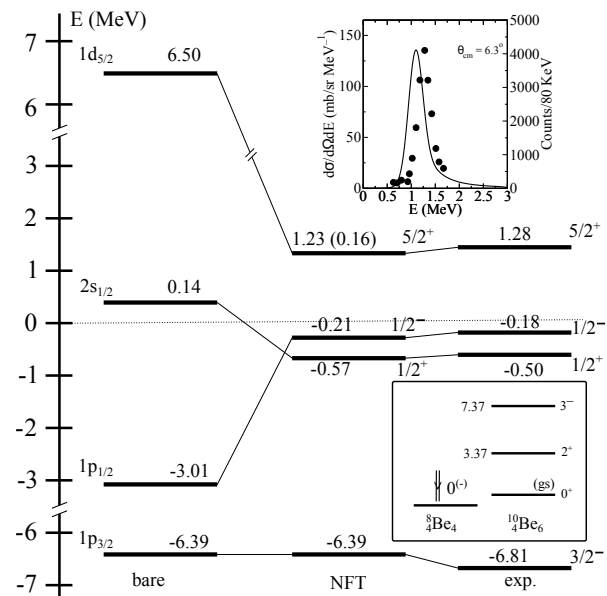 E (MeV)
7
6
3
2
1
0
-1
-2
-3
-6
-7
1d5/2
6.50
2s1/2
0.14
1p1/2
-3.01
1p3/2
-6.39
bare
1.23 (0.16)
5/2+
-0.21
1/2−
-0.57
1/2+
-6.39
NFT
1.28
5/2+
-0.18
1/2−
-0.50
1/2+
-6.81
3/2−
exp.
dσ/dΩdE (mb/sr MeV−1)
150
100
50
0
θcm = 6.3o
5000
4000
3000
2000
1000
0
Counts/80 KeV
0 0.5 1 1.5 2 2.5 3
E (MeV)
7.37 3−
3.37 2+
(gs) 0+
0(-)
8 4Be4
10 4Be6